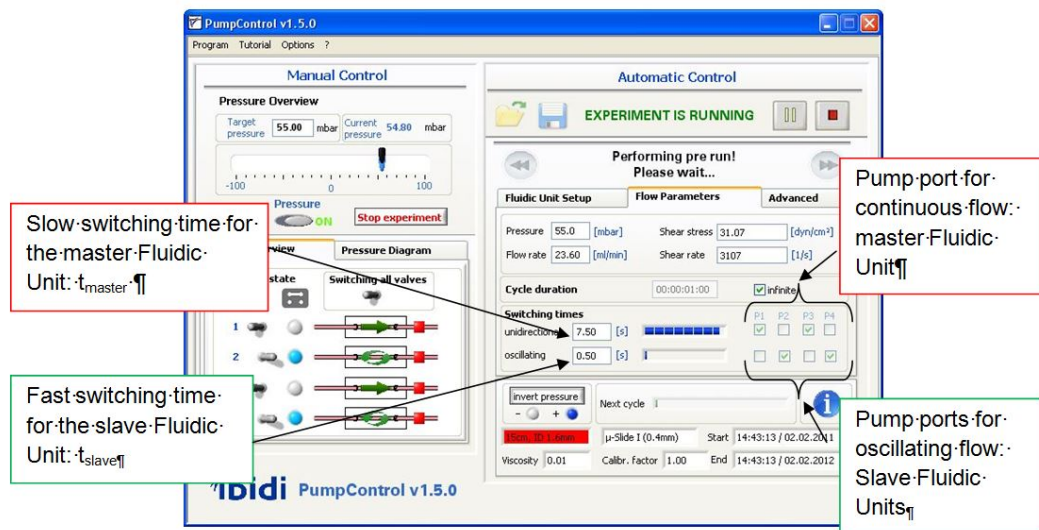 PumpControl v1.5.0
Program Tutorial Options ?
Manual Control
Pressure Overview
Target pressure 55.00 mbar Current pressure 54.80 mbar
-100 0 100
Pressure
ON Stop experiment
Pressure Diagram
Switching all valves
1
2
Automatic Control
EXPERIMENT IS RUNNING
Performing pre run!
Please wait...
Fluidic Unit Setup Flow Parameters Advanced
Pressure 55.0 [mbar] Shear stress 31.07 [dyn/cm²]
Flow rate 23.60 [ml/min] Shear rate 3107 [1/s]
Cycle duration 00:00:01:00 infinite
Switching times
P1 P2 P3 P4
7.50 [s]
oscillating 0.50 [s]
invert pressure
- + Next cycle
i
15cm, ID 1.6mm µ-Slide I (0.4mm) Start 14:43:13 / 02.02.2011
Viscosity 0.01 Calibr. factor 1.00 End 14:43:13 / 02.02.2012
ibidi PumpControl v1.5.0
Slow·switching·time·for·
the·master·Fluidic·
Unit:·tmaster·¶
Fast·switching·time·
for·the·slave·Fluidic·
Unit:·tslave¶
Pump·port·for·
continuous·flow:·
master·Fluidic·
Unit¶
Pump·ports·for·
oscillating·flow:·
Slave·Fluidic·
Units¶